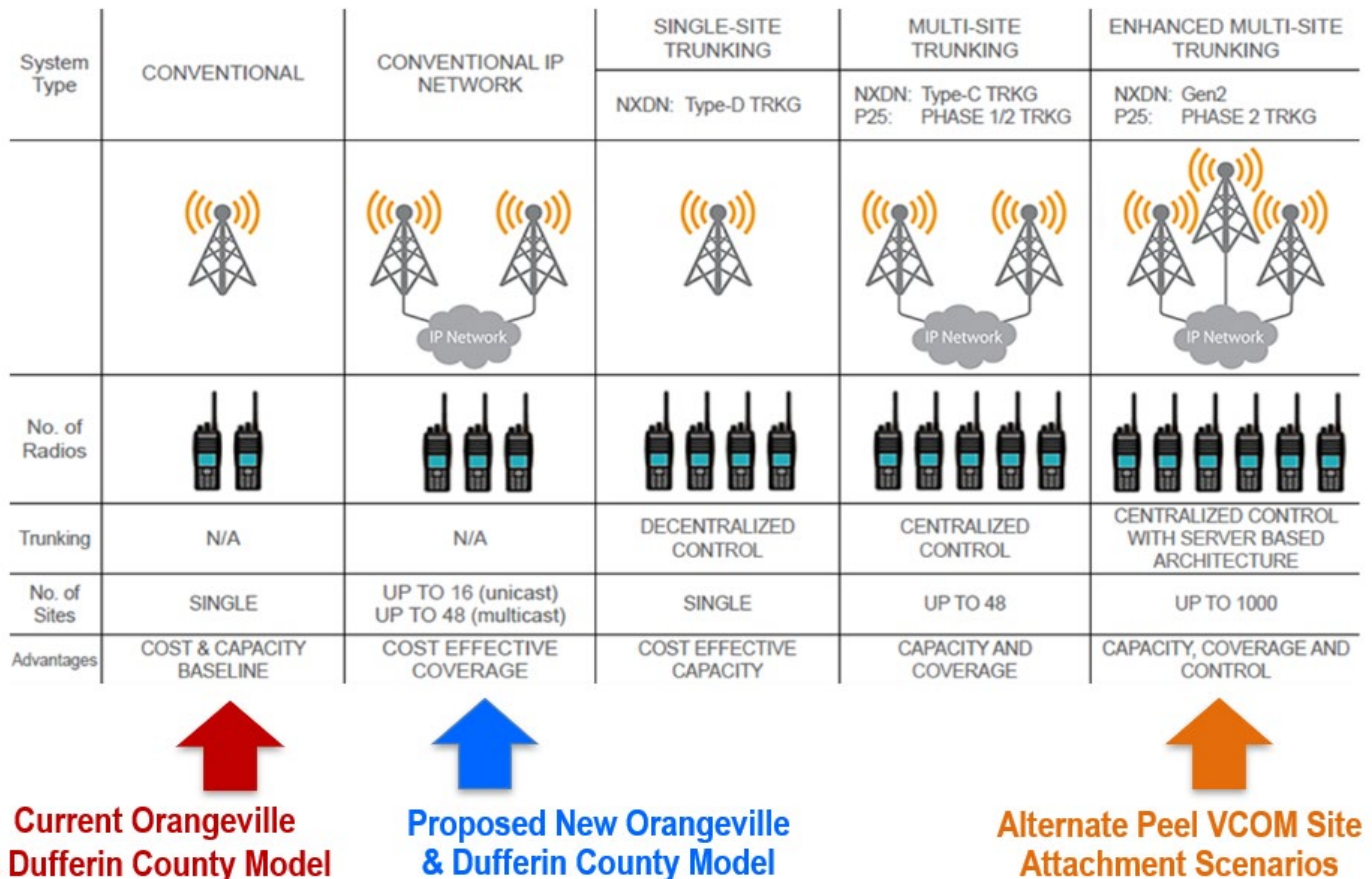 System
Type
CONVENTIONAL
CONVENTIONAL IP
NETWORK
SINGLE-SITE
TRUNKING
NXDN: Type-D TRKG
MULTI-SITE
TRUNKING
NXDN: Type-C TRKG
P25: PHASE 1/2 TRKG
ENHANCED MULTI-SITE
TRUNKING
NXDN: Gen2
P25: PHASE 2 TRKG
IP Network
IP Network
IP Network
No. of
Radios
Trunking
N/A
N/A
DECENTRALIZED
CONTROL
CENTRALIZED
CONTROL
CENTRALIZED CONTROL
WITH SERVER BASED
ARCHITECTURE
No. of
Sites
SINGLE
UP TO 16 (unicast)
UP TO 48 (multicast)
SINGLE
UP TO 48
UP TO 1000
Advantages
COST & CAPACITY
BASELINE
COST EFFECTIVE
COVERAGE
COST EFFECTIVE
CAPACITY
CAPACITY AND
COVERAGE
CAPACITY, COVERAGE AND
CONTROL
Current Orangeville
Dufferin County Model
Proposed New Orangeville
& Dufferin County Model
Alternate Peel VCOM Site
Attachment Scenarios